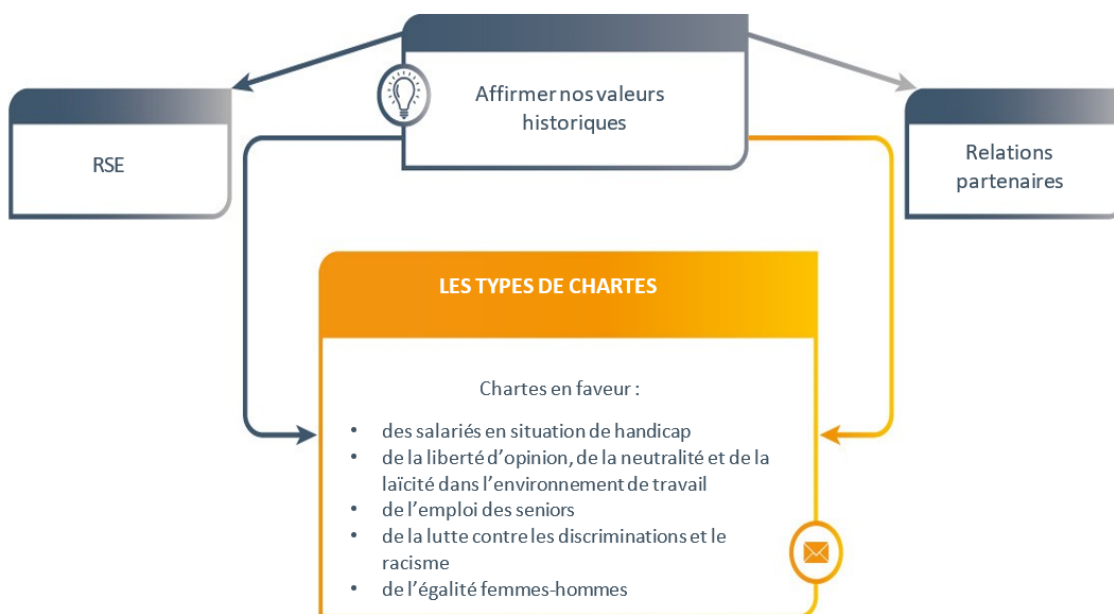 Affirmer nos valeurs
historiques
RSE
Relations
partenaires
LES TYPES DE CHARTES
Chartes en faveur :
• des salariés en situation de handicap
• de la liberté d’opinion, de la neutralité et de la
laïcité dans l’environnement de travail
• de l’emploi des seniors
• de la lutte contre les discriminations et le
racisme
• de l’égalité femmes-hommes